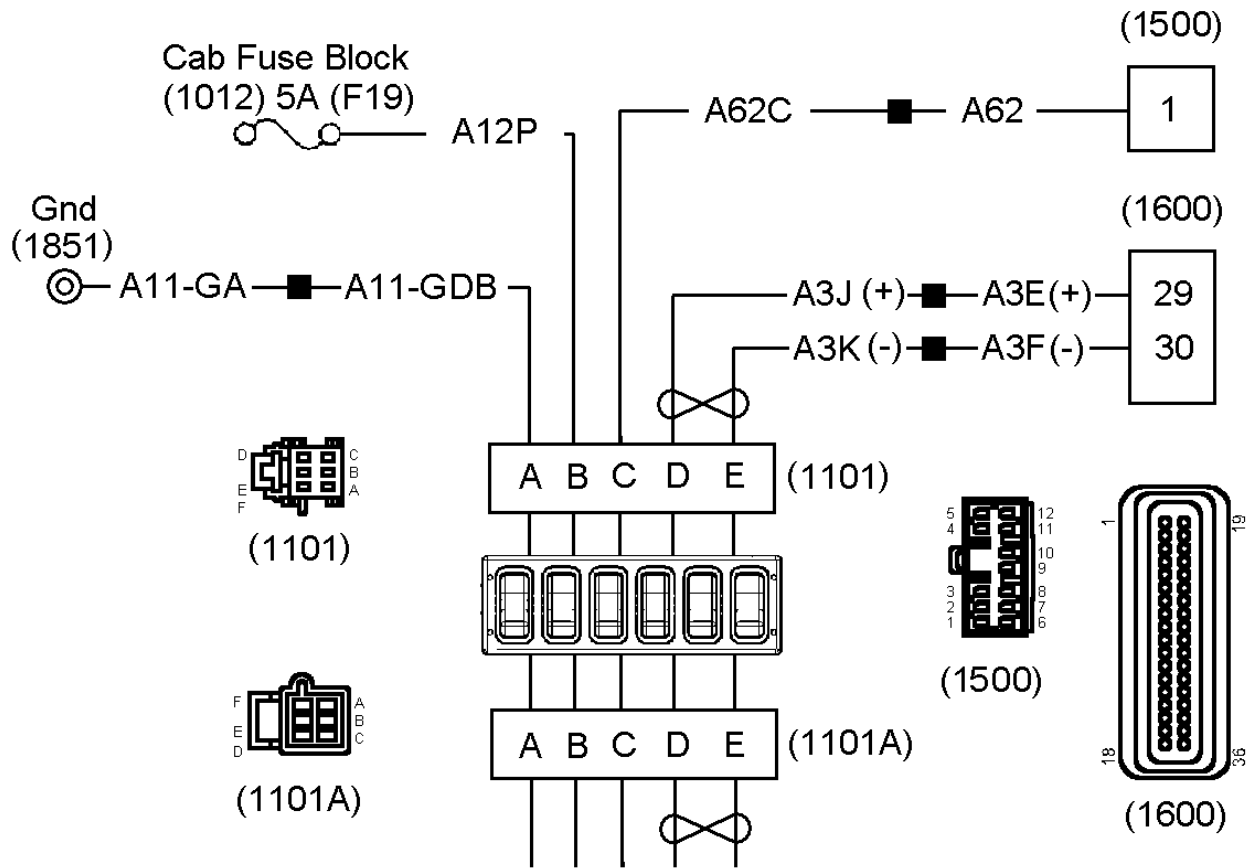 (1500)
Cab Fuse Block
(1012) 5A (F19)
A62C
A62
1
A12P
(1600)
Gnd
(1851)
A11-GA
A11-GDB
A3J (+)
A3E (+)
29
A3K (-)
A3F (-)
30
D
E
F
C
B
A
(1101)
A B C D E
(1101)
5
4
3
2
1
12
11
10
9
8
7
6
(1500)
1
19
18
36
(1600)
F
E
D
A
B
C
(1101A)
A B C D E
(1101A)